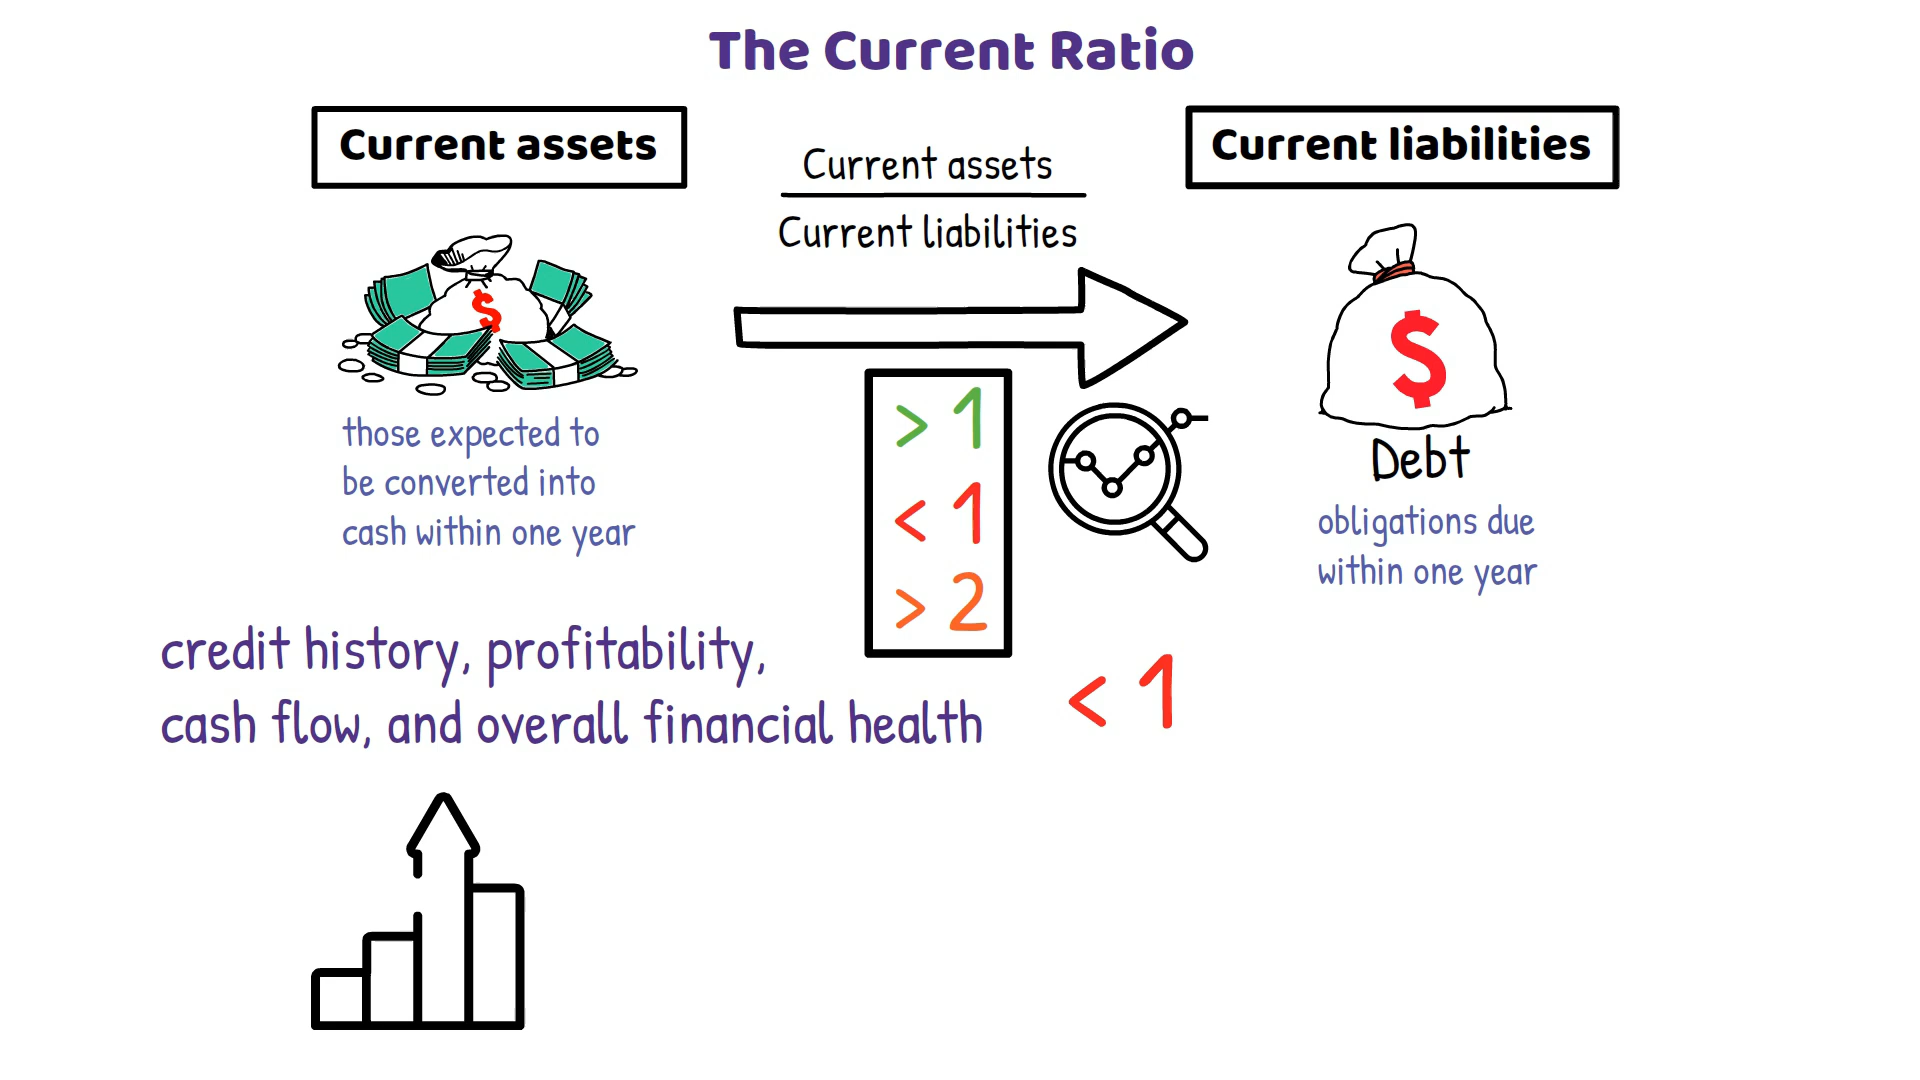 The Current Ratio
Current assets
Current assets
Current liabilities
Current liabilities
$
$
those expected to
be converted into
cash within one year
> 1
< 1
> 2
Debt
obligations due
within one year
credit history, profitability,
cash flow, and overall financial health
< 1